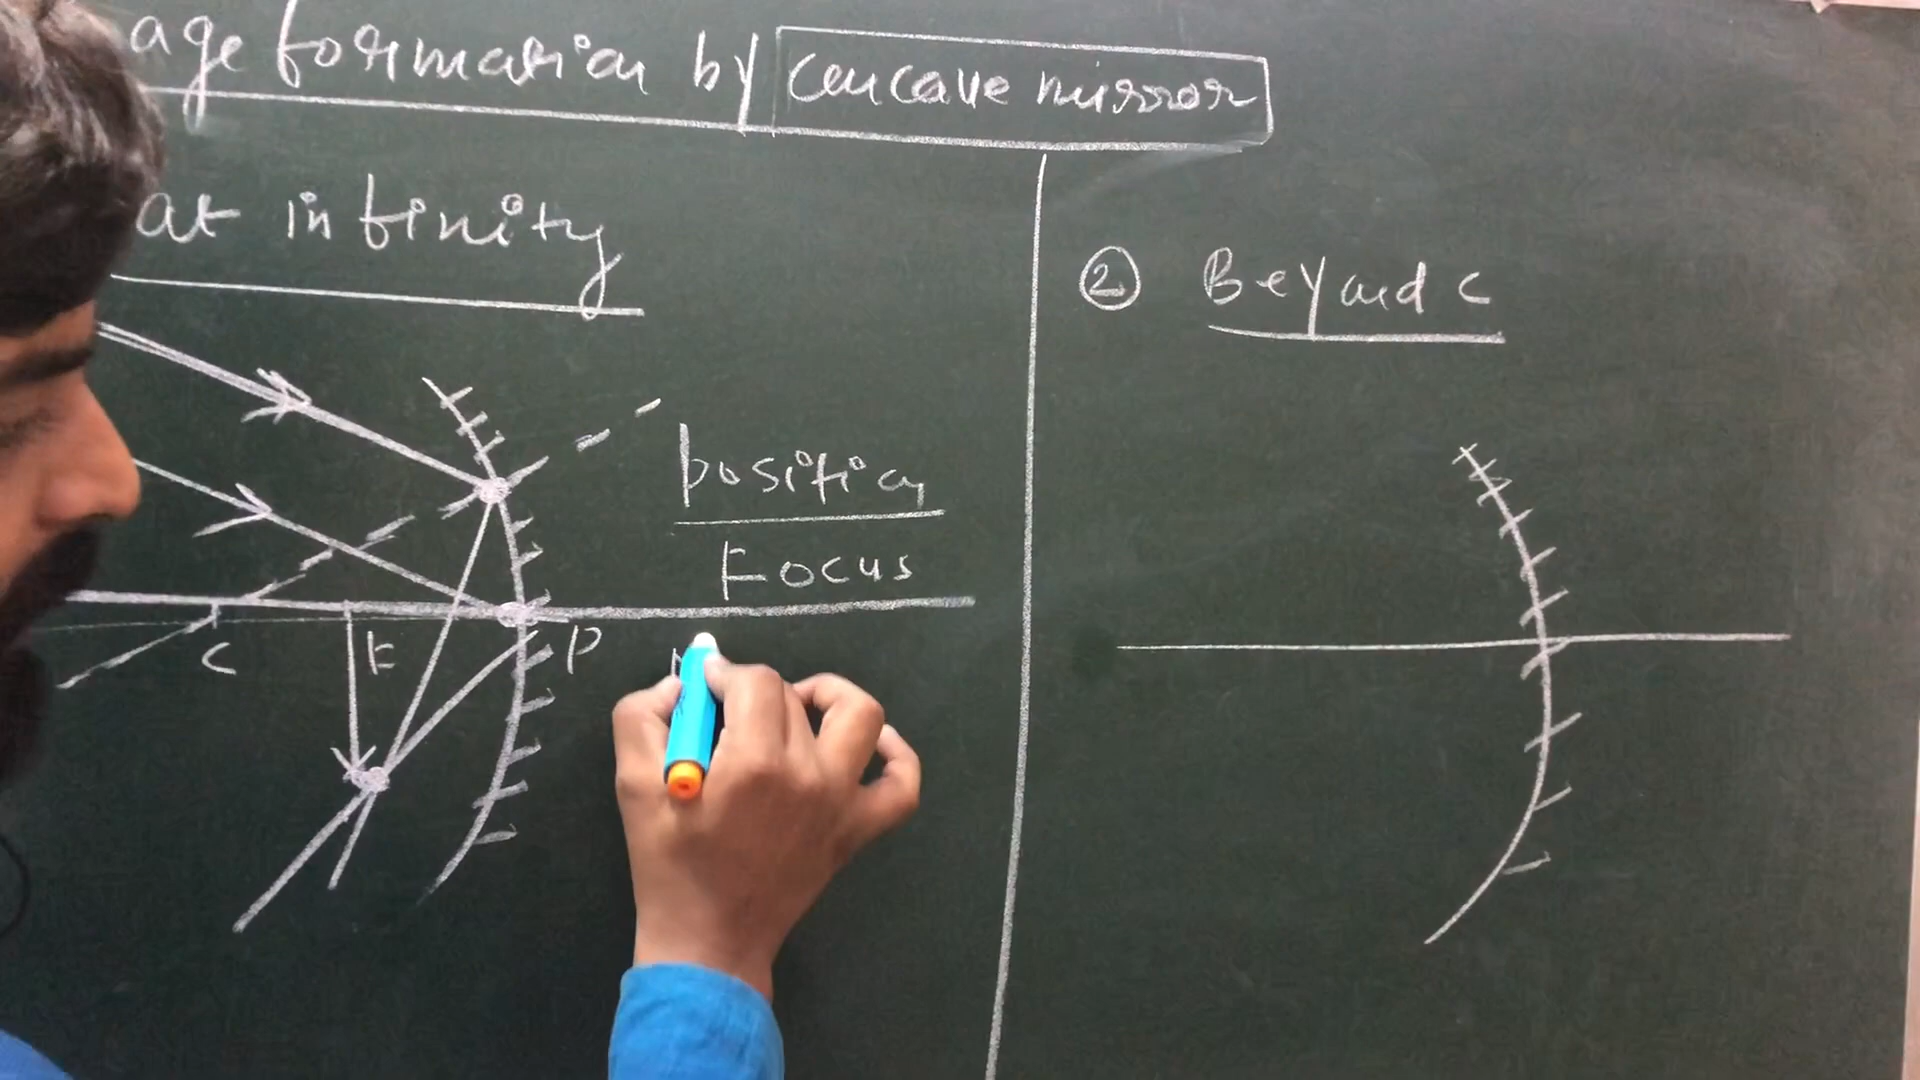 age formation by concave mirror
at infinity
position
Focus
C F P
② Beyond C